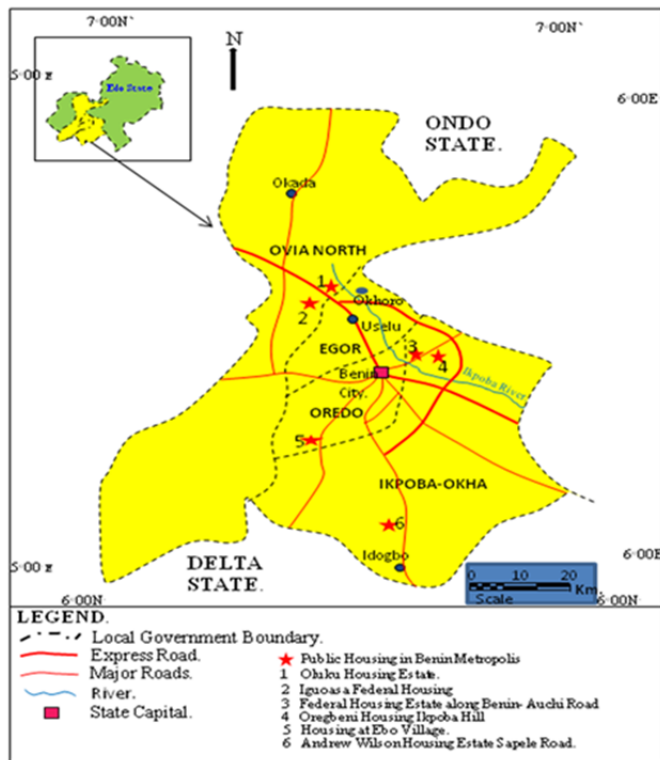 7:00N`
7:00N`
N
5:00 E
6:00E
Edo State
ONDO
STATE.
Okada
OVIA NORTH
1
Okhoro
2
Uselu
EGOR
3
4
Benin
City.
Ikpoba River
OREDO
5
IKPOBA-OKHA
6
Idogbo
DELTA
STATE.
6:00E
5:00 E
0 10 20
Km
Scale
6:00N
6:00N
LEGEND.
Local Government Boundary.
Express Road.
Major Roads.
River.
State Capital.
Public Housing in Benin Metropolis
1 Oluku Housing Estate.
2 Iguoasa Federal Housing
3 Federal Housing Estate along Benin- Auchi Road
4 Oregbeni Housing Ikpoba Hill
5 Housing at Ebo Village.
6 Andrew Wilson Housing Estate Sapele Road.